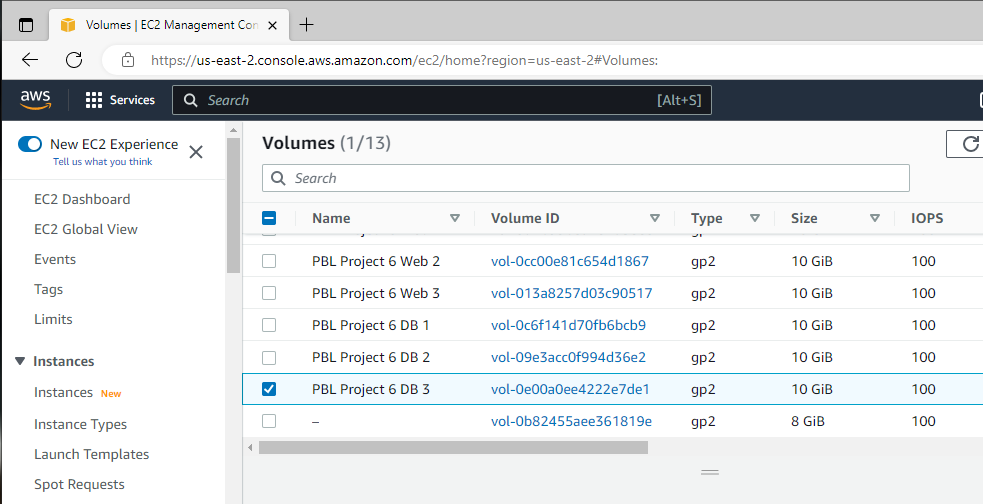 Volumes | EC2 Management Con
https://us-east-2.console.aws.amazon.com/ec2/home?region=us-east-2#Volumes:
aws Services Search [Alt+S]
New EC2 Experience
Tell us what you think
EC2 Dashboard
EC2 Global View
Events
Tags
Limits
Instances
Instances New
Instance Types
Launch Templates
Spot Requests
Volumes (1/13)
Search
Name Volume ID Type Size IOPS
PBL Project 6 Web 2 vol-0cc00e81c654d1867 gp2 10 GiB 100
PBL Project 6 Web 3 vol-013a8257d03c90517 gp2 10 GiB 100
PBL Project 6 DB 1 vol-0c6f141d70fb6bcb9 gp2 10 GiB 100
PBL Project 6 DB 2 vol-09e3acc0f994d36e2 gp2 10 GiB 100
PBL Project 6 DB 3 vol-0e00a0ee4222e7de1 gp2 10 GiB 100
– vol-0b82455aee361819e gp2 8 GiB 100